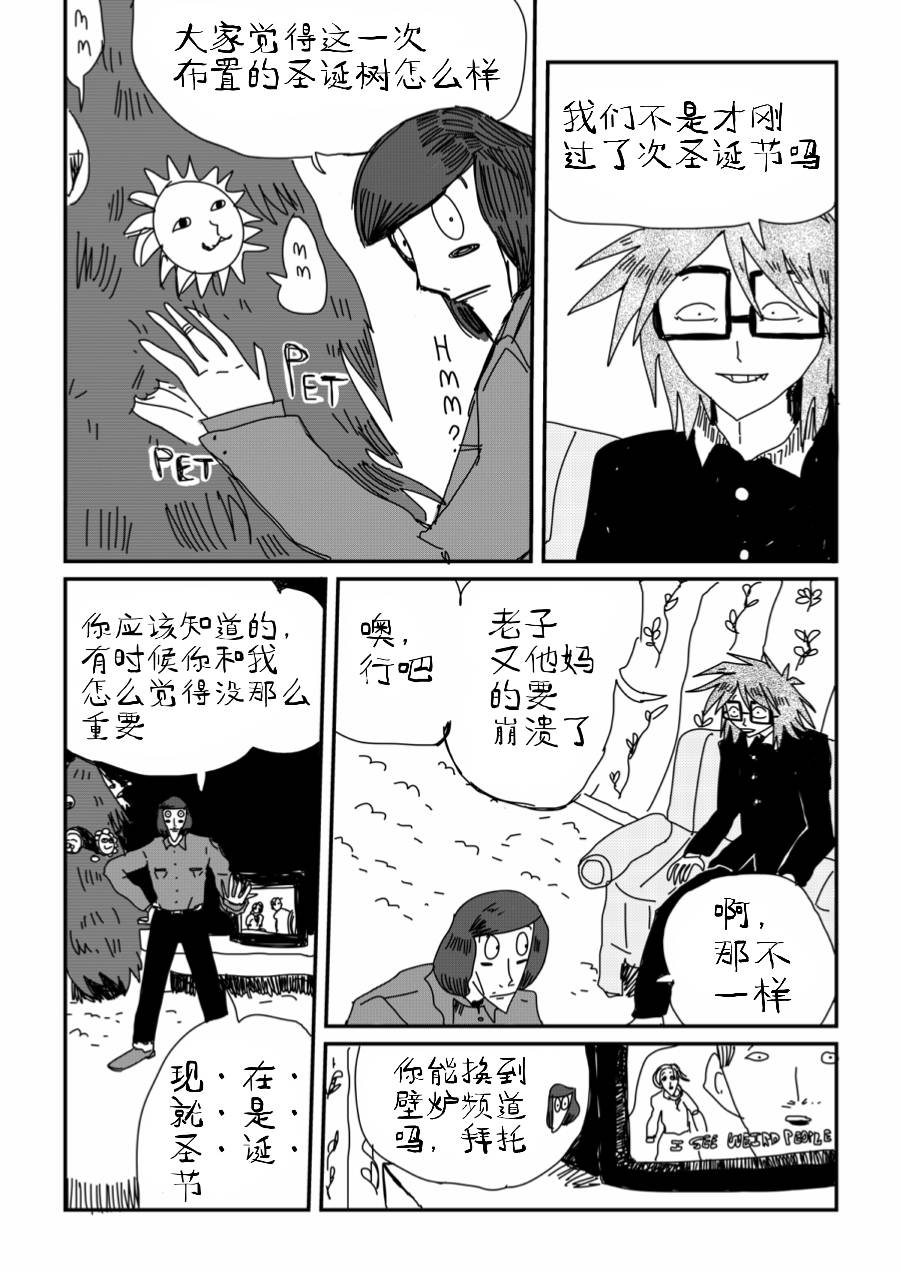 mm
大家觉得这一次
布置的圣诞树怎么样
mm
HMMM?
PET
PET
我们不是才刚
过了次圣诞节吗
你应该知道的,
有时候你和我
怎么觉得没那么
重要
现·在·
就·是·
圣·诞·
节
噢,
行吧
老子
又他妈
的要
崩溃了
啊,
那不
一样
你能换到
壁炉频道
吗,拜托
I SEE WEIRD PEOPLE